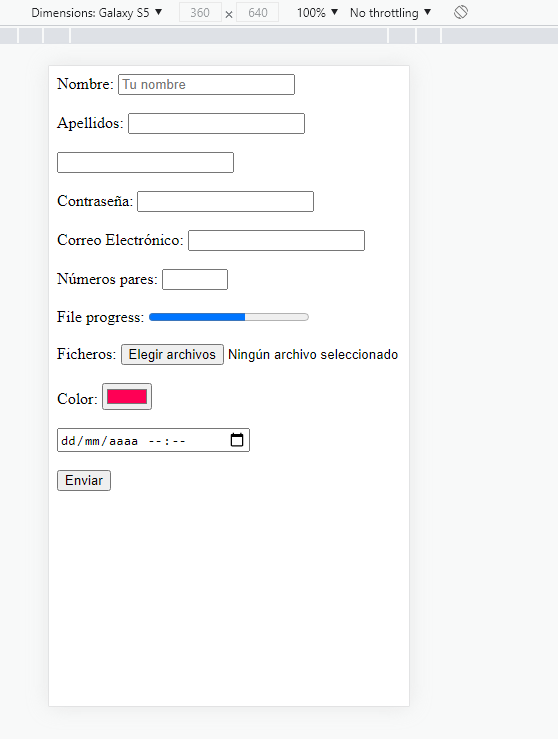 Dimensions: Galaxy S5 ▼ 360 × 640 100% ▼ No throttling ▼
Nombre: Tu nombre
Apellidos:
Contraseña:
Correo Electrónico:
Números pares:
File progress:
Ficheros: Elegir archivos Ningún archivo seleccionado
Color:
dd/mm/aaaa --:--
Enviar